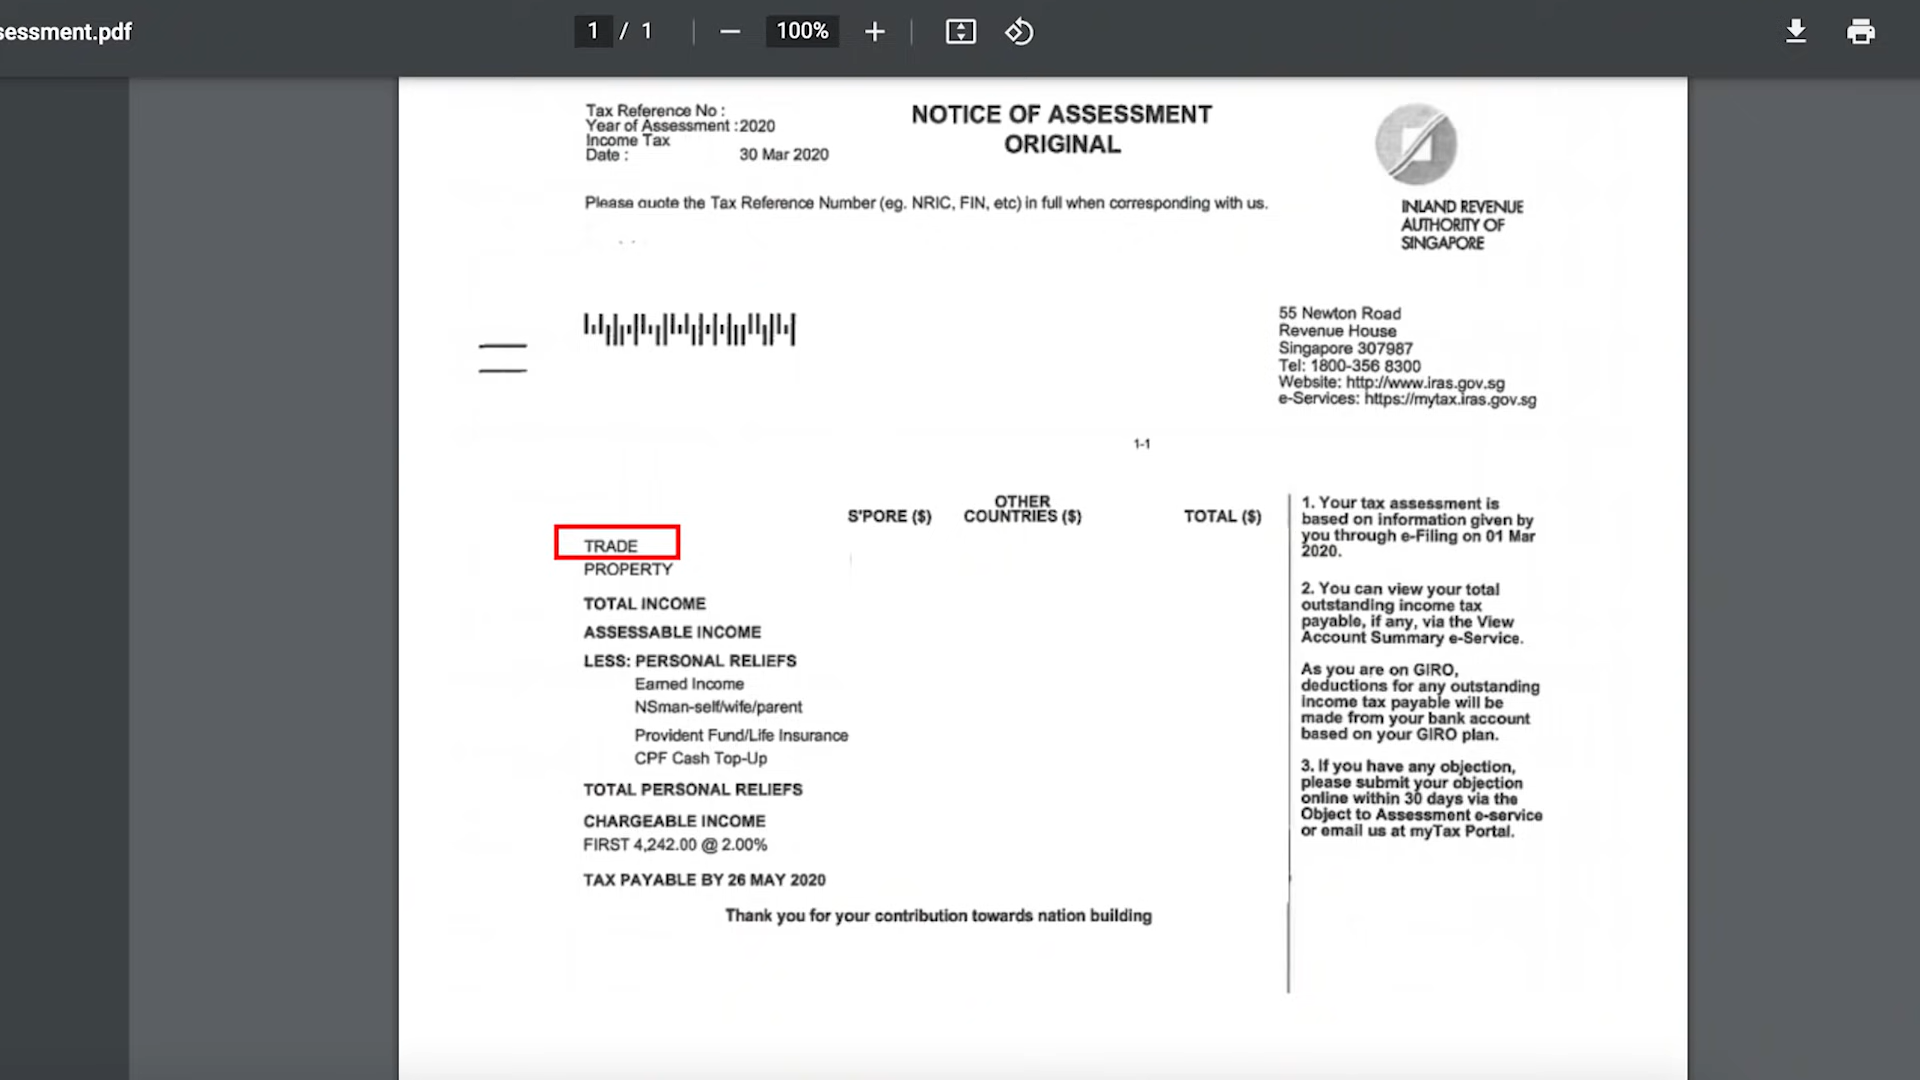 sessment.pdf
1 / 1
100%
Tax Reference No :
Year of Assessment :2020
Income Tax
Date : 30 Mar 2020
NOTICE OF ASSESSMENT
ORIGINAL
Please quote the Tax Reference Number (eg. NRIC, FIN, etc) in full when corresponding with us.
INLAND REVENUE
AUTHORITY OF
SINGAPORE
55 Newton Road
Revenue House
Singapore 307987
Tel: 1800-356 8300
Website: http://www.iras.gov.sg
e-Services: https://mytax.iras.gov.sg
1-1
S'PORE ($) OTHER COUNTRIES ($) TOTAL ($)
TRADE
PROPERTY
TOTAL INCOME
ASSESSABLE INCOME
LESS: PERSONAL RELIEFS
Earned Income
NSman-self/wife/parent
Provident Fund/Life Insurance
CPF Cash Top-Up
TOTAL PERSONAL RELIEFS
CHARGEABLE INCOME
FIRST 4,242.00 @ 2.00%
TAX PAYABLE BY 26 MAY 2020
Thank you for your contribution towards nation building
1. Your tax assessment is
based on information given by
you through e-Filing on 01 Mar
2020.
2. You can view your total
outstanding income tax
payable, if any, via the View
Account Summary e-Service.
As you are on GIRO,
deductions for any outstanding
income tax payable will be
made from your bank account
based on your GIRO plan.
3. If you have any objection,
please submit your objection
online within 30 days via the
Object to Assessment e-service
or email us at myTax Portal.